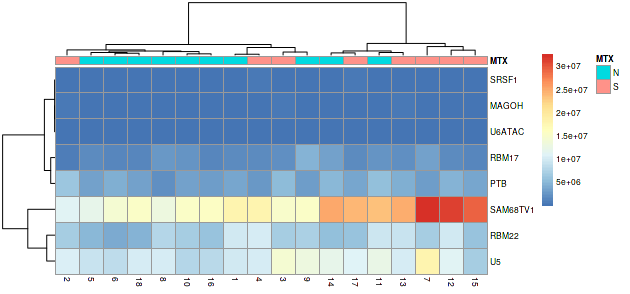 MTX
MTX
SRSF1
3e+07
N
2.5e+07
S
MAGOH
2e+07
U6ATAC
1.5e+07
RBM17
1e+07
PTB
5e+06
SAM68TV1
RBM22
U5
2 5 6 18 8 10 16 1 4 3 9 14 17 11 13 7 12 15